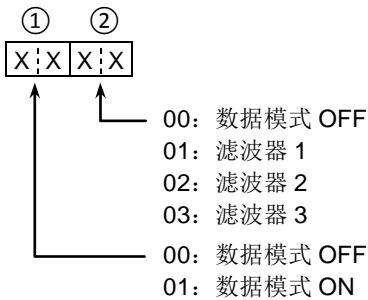 ① ②
X X X X
00：数据模式 OFF
01：滤波器 1
02：滤波器 2
03：滤波器 3
00：数据模式 OFF
01：数据模式 ON